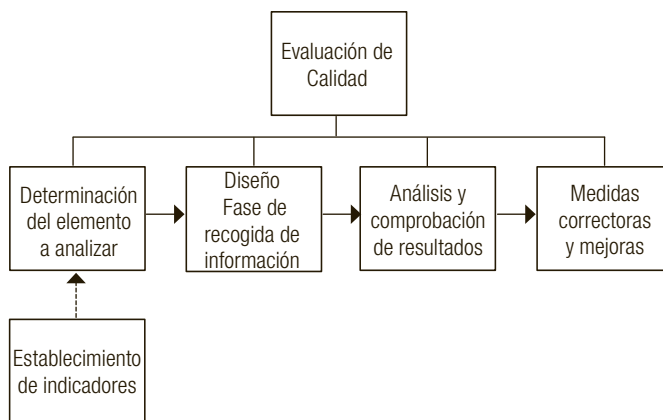 Evaluación de
Calidad
Determinación
del elemento
a analizar
Diseño
Fase de
recogida de
información
Análisis y
comprobación
de resultados
Medidas
correctoras
y mejoras
Establecimiento
de indicadores